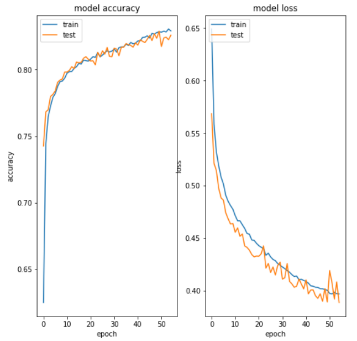 model accuracy
train
test
0.80
0.75
0.70
0.65
accuracy
0 10 20 30 40 50
epoch
model loss
train
test
0.65
0.60
0.55
0.50
0.45
0.40
loss
0 10 20 30 40 50
epoch